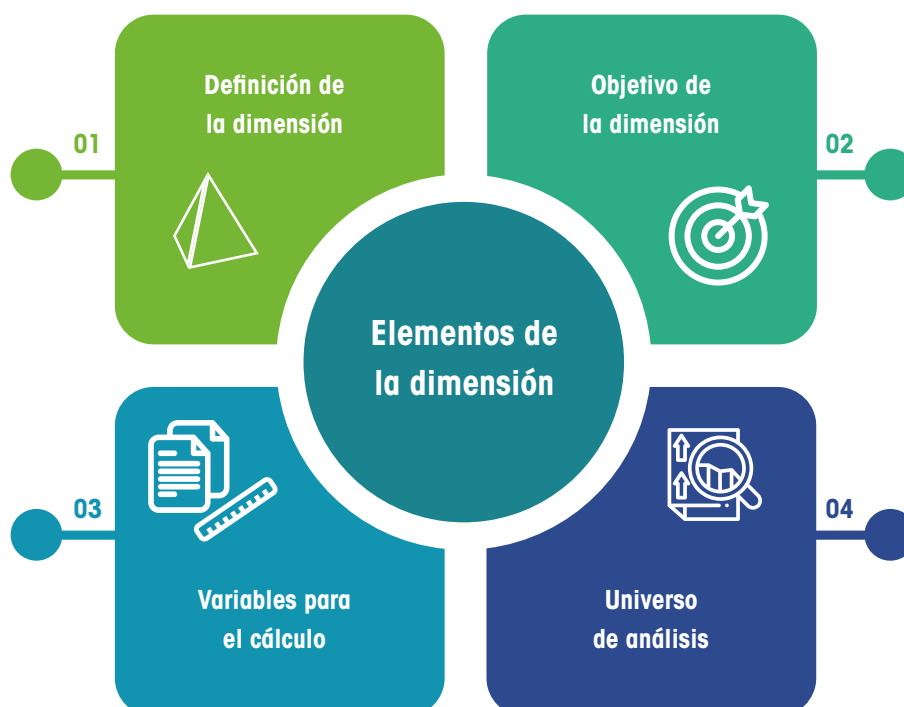 01
Definición de
la dimensión
02
Objetivo de
la dimensión
Elementos de
la dimensión
03
Variables para
el cálculo
04
Universo
de análisis